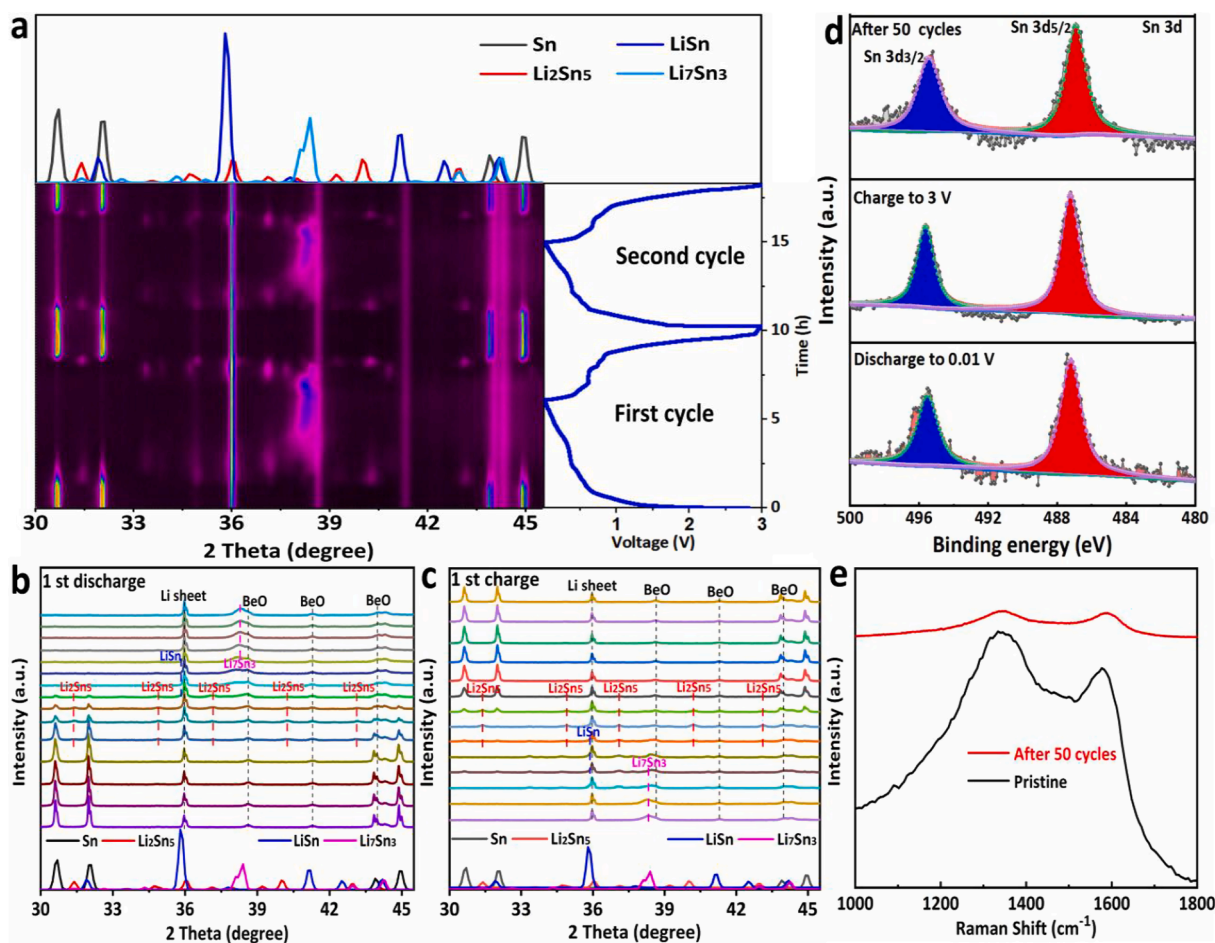 a
Sn
LiSn
Li2Sn5
Li7Sn3
Second cycle
First cycle
15
10
5
0
Time (h)
30 33 36 39 42 45
1 2 3
2 Theta (degree)
Voltage (V)
d
After 50 cycles
Sn 3d5/2
Sn 3d
Sn 3d3/2
Charge to 3 V
Discharge to 0.01 V
Intensity (a.u.)
500 496 492 488 484 480
Binding energy (eV)
b
1 st discharge
Li sheet
BeO
BeO
BeO
LiSn
Li7Sn3
Li2Sn5 Li2Sn5 Li2Sn5 Li2Sn5 Li2Sn5
Intensity (a.u.)
Sn Li2Sn5 LiSn Li7Sn3
30 33 36 39 42 45
2 Theta (degree)
c
1 st charge
Li sheet
BeO
BeO
BeO
Li2Sn5 Li2Sn5 Li2Sn5 Li2Sn5 Li2Sn5
LiSn
Li7Sn3
Intensity (a.u.)
Sn Li2Sn5 LiSn Li7Sn3
30 33 36 39 42 45
2 Theta (degree)
e
After 50 cycles
Pristine
Intensity (a.u.)
1000 1200 1400 1600 1800
Raman Shift (cm-1)